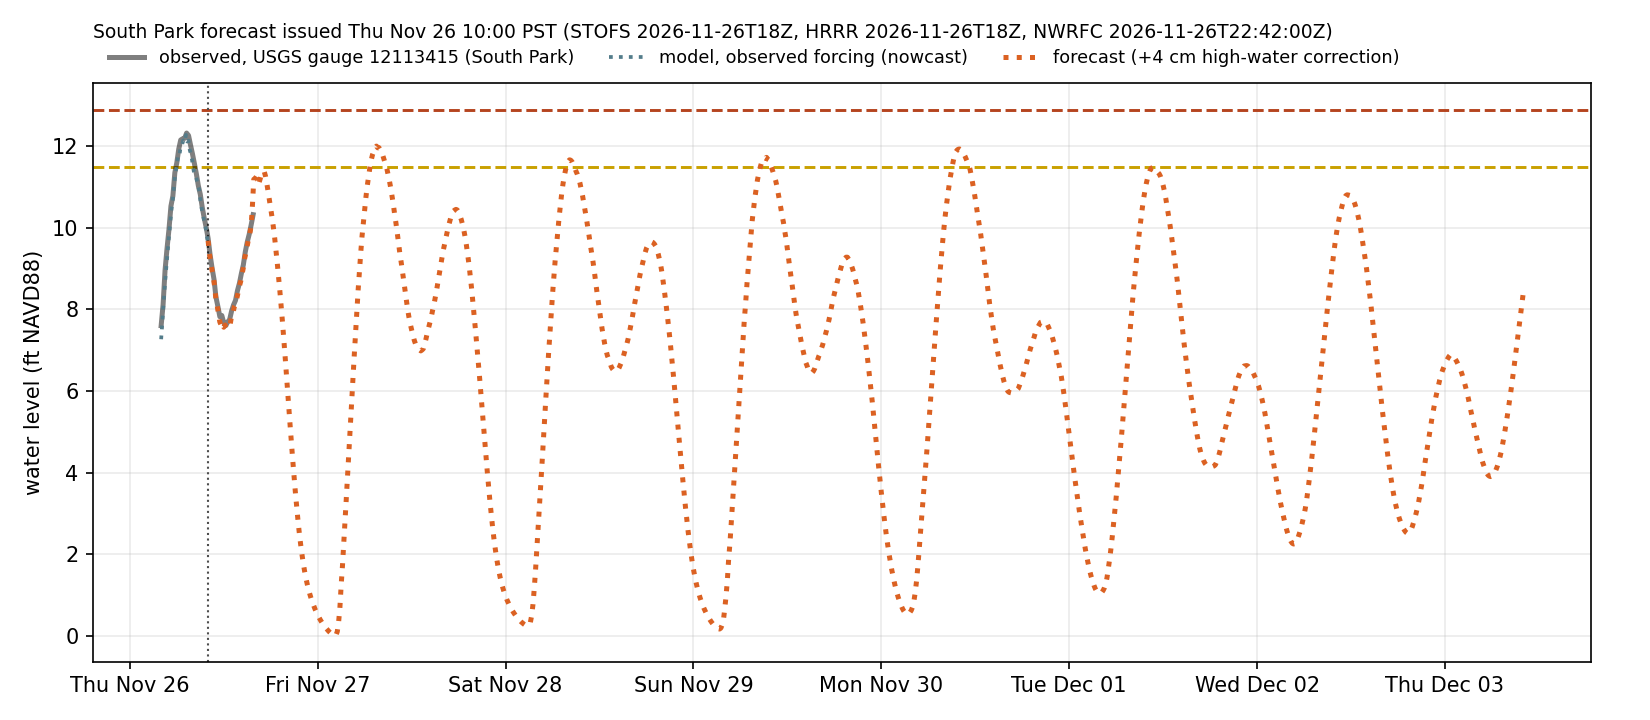 South Park forecast issued Thu Nov 26 10:00 PST (STOFS 2026-11-26T18Z, HRRR 2026-11-26T18Z, NWRFC 2026-11-26T22:42:00Z)
observed, USGS gauge 12113415 (South Park)
model, observed forcing (nowcast)
forecast (+4 cm high-water correction)
water level (ft NAVD88)
12
10
8
6
4
2
0
Thu Nov 26
Fri Nov 27
Sat Nov 28
Sun Nov 29
Mon Nov 30
Tue Dec 01
Wed Dec 02
Thu Dec 03